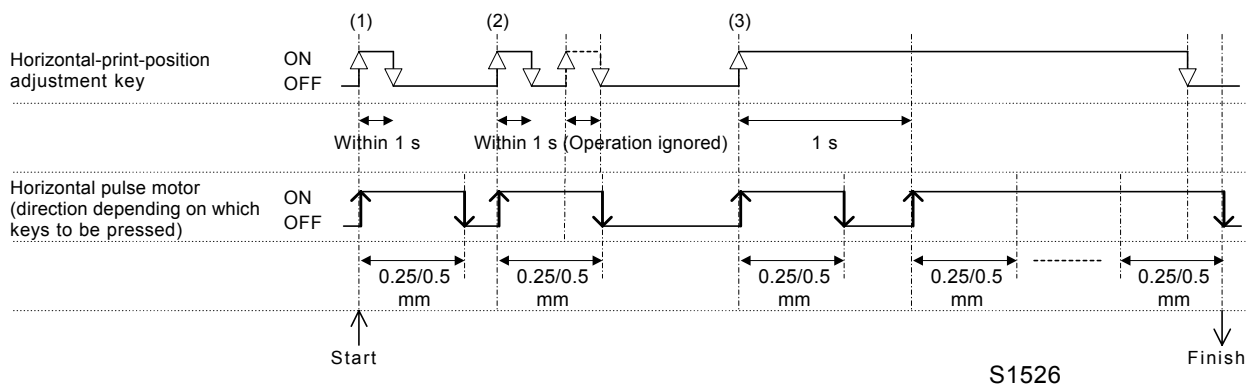 (1) (2) (3)
Horizontal-print-position
adjustment key
ON
OFF
Within 1 s
Within 1 s (Operation ignored)
1 s
Horizontal pulse motor
(direction depending on which
keys to be pressed)
ON
OFF
0.25/0.5
mm
0.25/0.5
mm
0.25/0.5
mm
0.25/0.5
mm
0.25/0.5
mm
Start
Finish
S1526